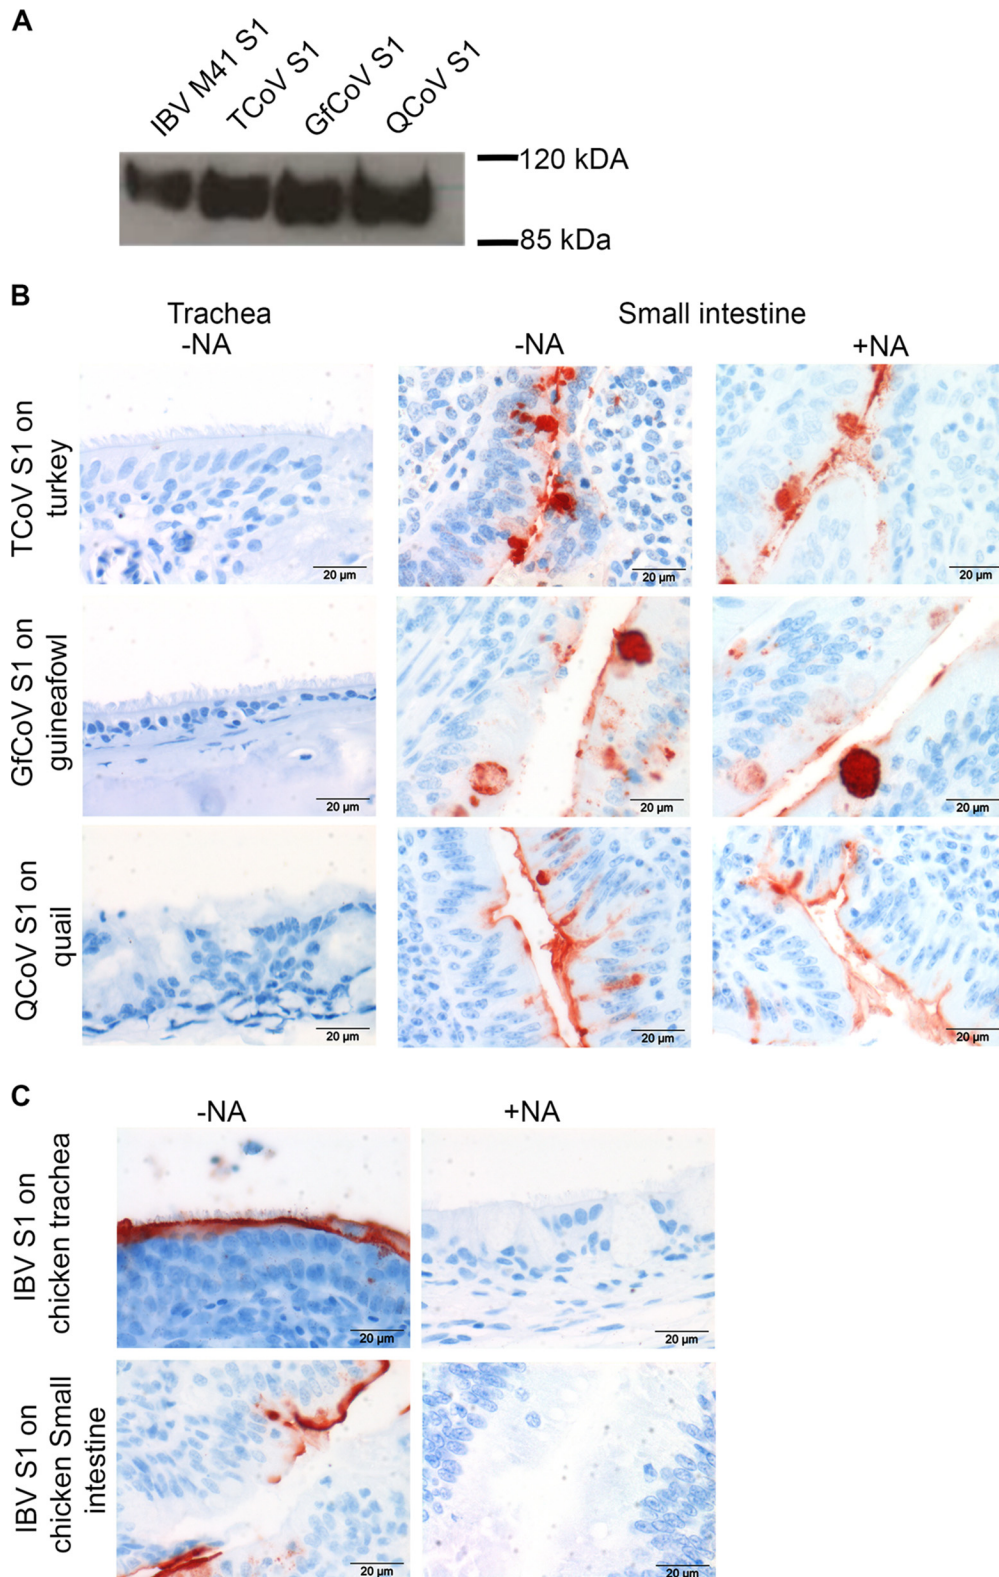 A
IBV M41 S1
TCoV S1
GfCoV S1
QCoV S1
120 kDA
85 kDa
B
Trachea
-NA
Small intestine
-NA
+NA
TCoV S1 on
turkey
20 µm
20 µm
20 µm
GfCoV S1 on
guineafowl
20 µm
20 µm
20 µm
QCoV S1 on
quail
20 µm
20 µm
20 µm
C
-NA
+NA
IBV S1 on
chicken trachea
20 µm
20 µm
IBV S1 on
chicken Small
intestine
20 µm
20 µm